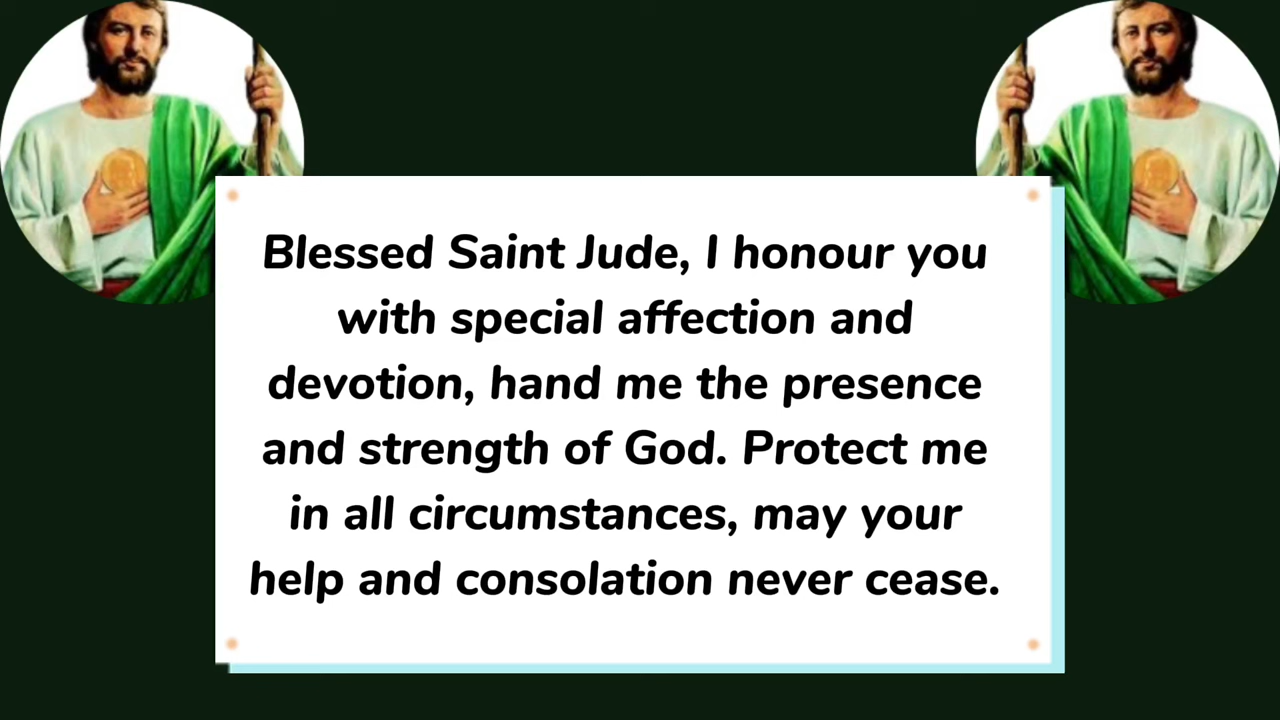 Blessed Saint Jude, I honour you
with special affection and
devotion, hand me the presence
and strength of God. Protect me
in all circumstances, may your
help and consolation never cease.